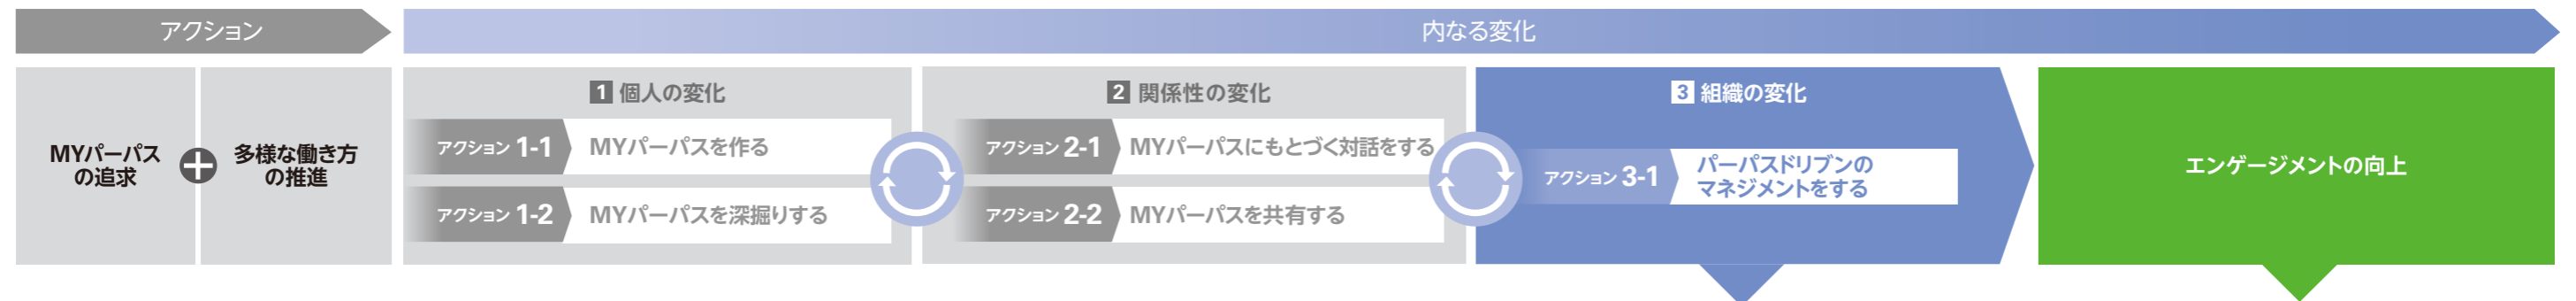 アクション
内なる変化
MYパーパス
の追求
多様な働き方
の推進
1 個人の変化
アクション 1-1 MYパーパスを作る
アクション 1-2 MYパーパスを深掘りする
2 関係性の変化
アクション 2-1 MYパーパスにもとづく対話をする
アクション 2-2 MYパーパスを共有する
3 組織の変化
アクション 3-1 パーパスドリブンの
マネジメントをする
エンゲージメントの向上